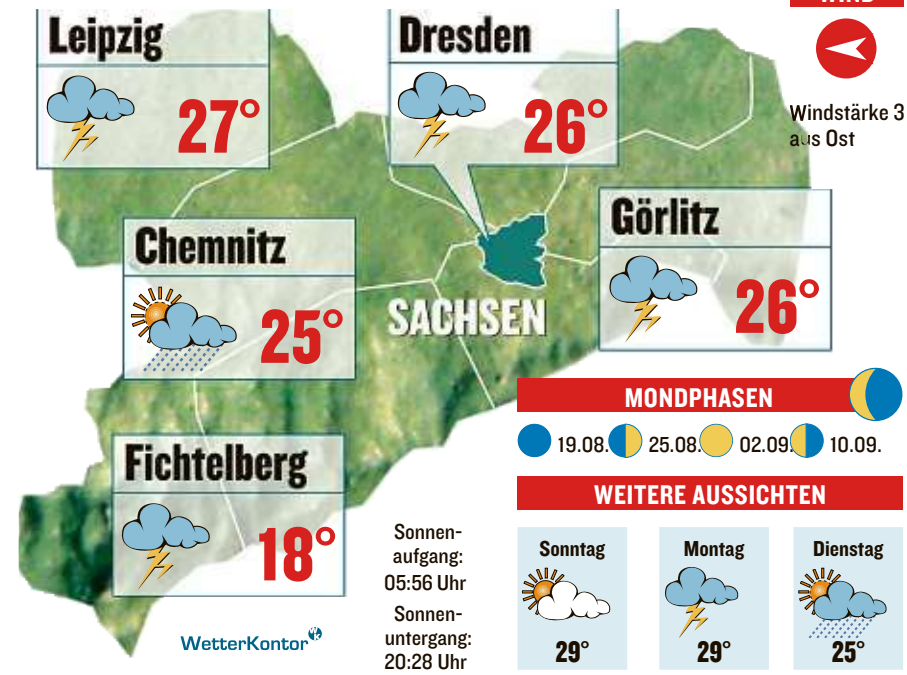 WIND
Leipzig
27°
Dresden
26°
Windstärke 3
aus Ost
Chemnitz
25°
Görlitz
26°
SACHSEN
Fichtelberg
18°
MONDPHASEN
19.08. 25.08. 02.09. 10.09.
WEITERE AUSSICHTEN
Sonnen-
aufgang:
05:56 Uhr
Sonnen-
untergang:
20:28 Uhr
Sonntag
29°
Montag
29°
Dienstag
25°
WetterKontor